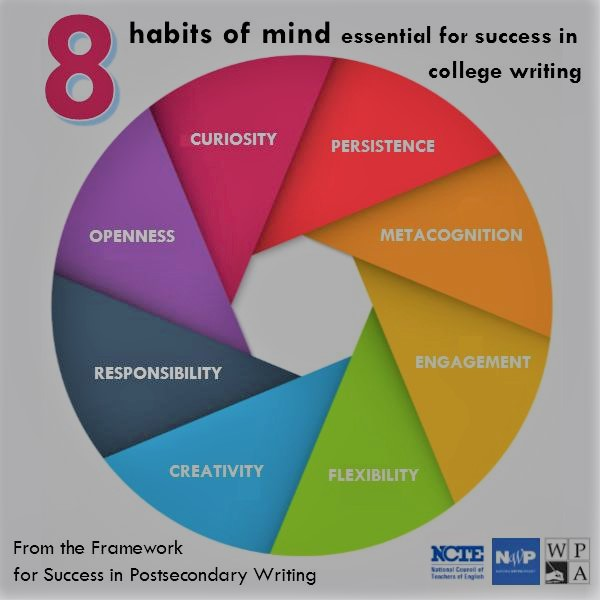 8 habits of mind essential for success in
college writing
CURIOSITY
PERSISTENCE
OPENNESS
METACOGNITION
ENGAGEMENT
RESPONSIBILITY
CREATIVITY
FLEXIBILITY
From the Framework
for Success in Postsecondary Writing
NCTE
National Council of
Teachers of English
NWP
W P
A